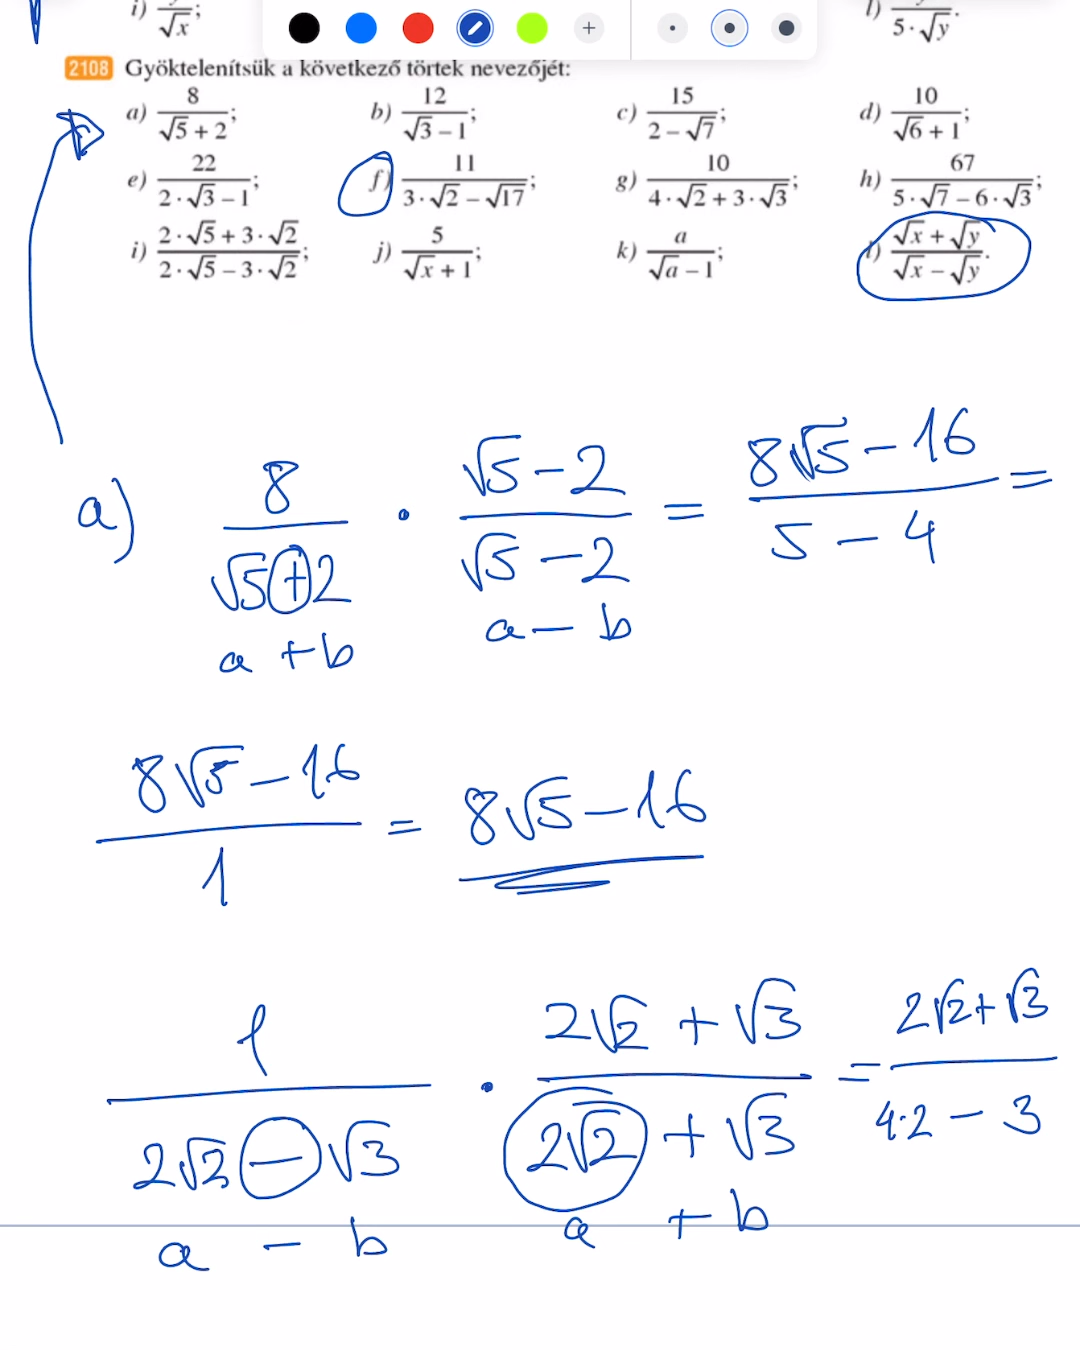 i) /√x;
l) /5·√y.
2108 Gyöktelenítsük a következő törtek nevezőjét:
a) 8/(√5 + 2); b) 12/(√3 − 1); c) 15/(2 − √7); d) 10/(√6 + 1);
e) 22/(2·√3 − 1); f) 11/(3·√2 − √17); g) 10/(4·√2 + 3·√3); h) 67/(5·√7 − 6·√3);
i) (2·√5 + 3·√2)/(2·√5 − 3·√2); j) 5/(√x + 1); k) a/(√a − 1); l) (√x + √y)/(√x − √y).
a) 8/(√5 + 2) · (√5 − 2)/(√5 − 2) = (8√5 − 16)/(5 − 4) =
a + b a − b
(8√5 − 16)/1 = 8√5 − 16
1/(2√2 − √3) · (2√2 + √3)/(2√2 + √3) = (2√2 + √3)/(4·2 − 3)
a − b a + b